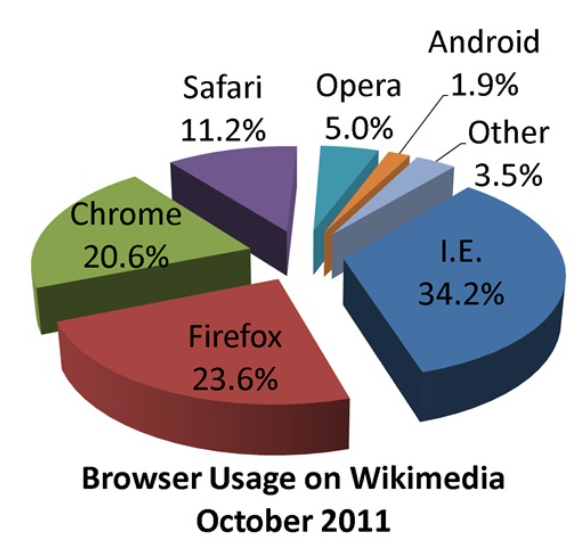 Android
1.9%
Safari
11.2%
Opera
5.0%
Other
3.5%
Chrome
20.6%
I.E.
34.2%
Firefox
23.6%
Browser Usage on Wikimedia
October 2011